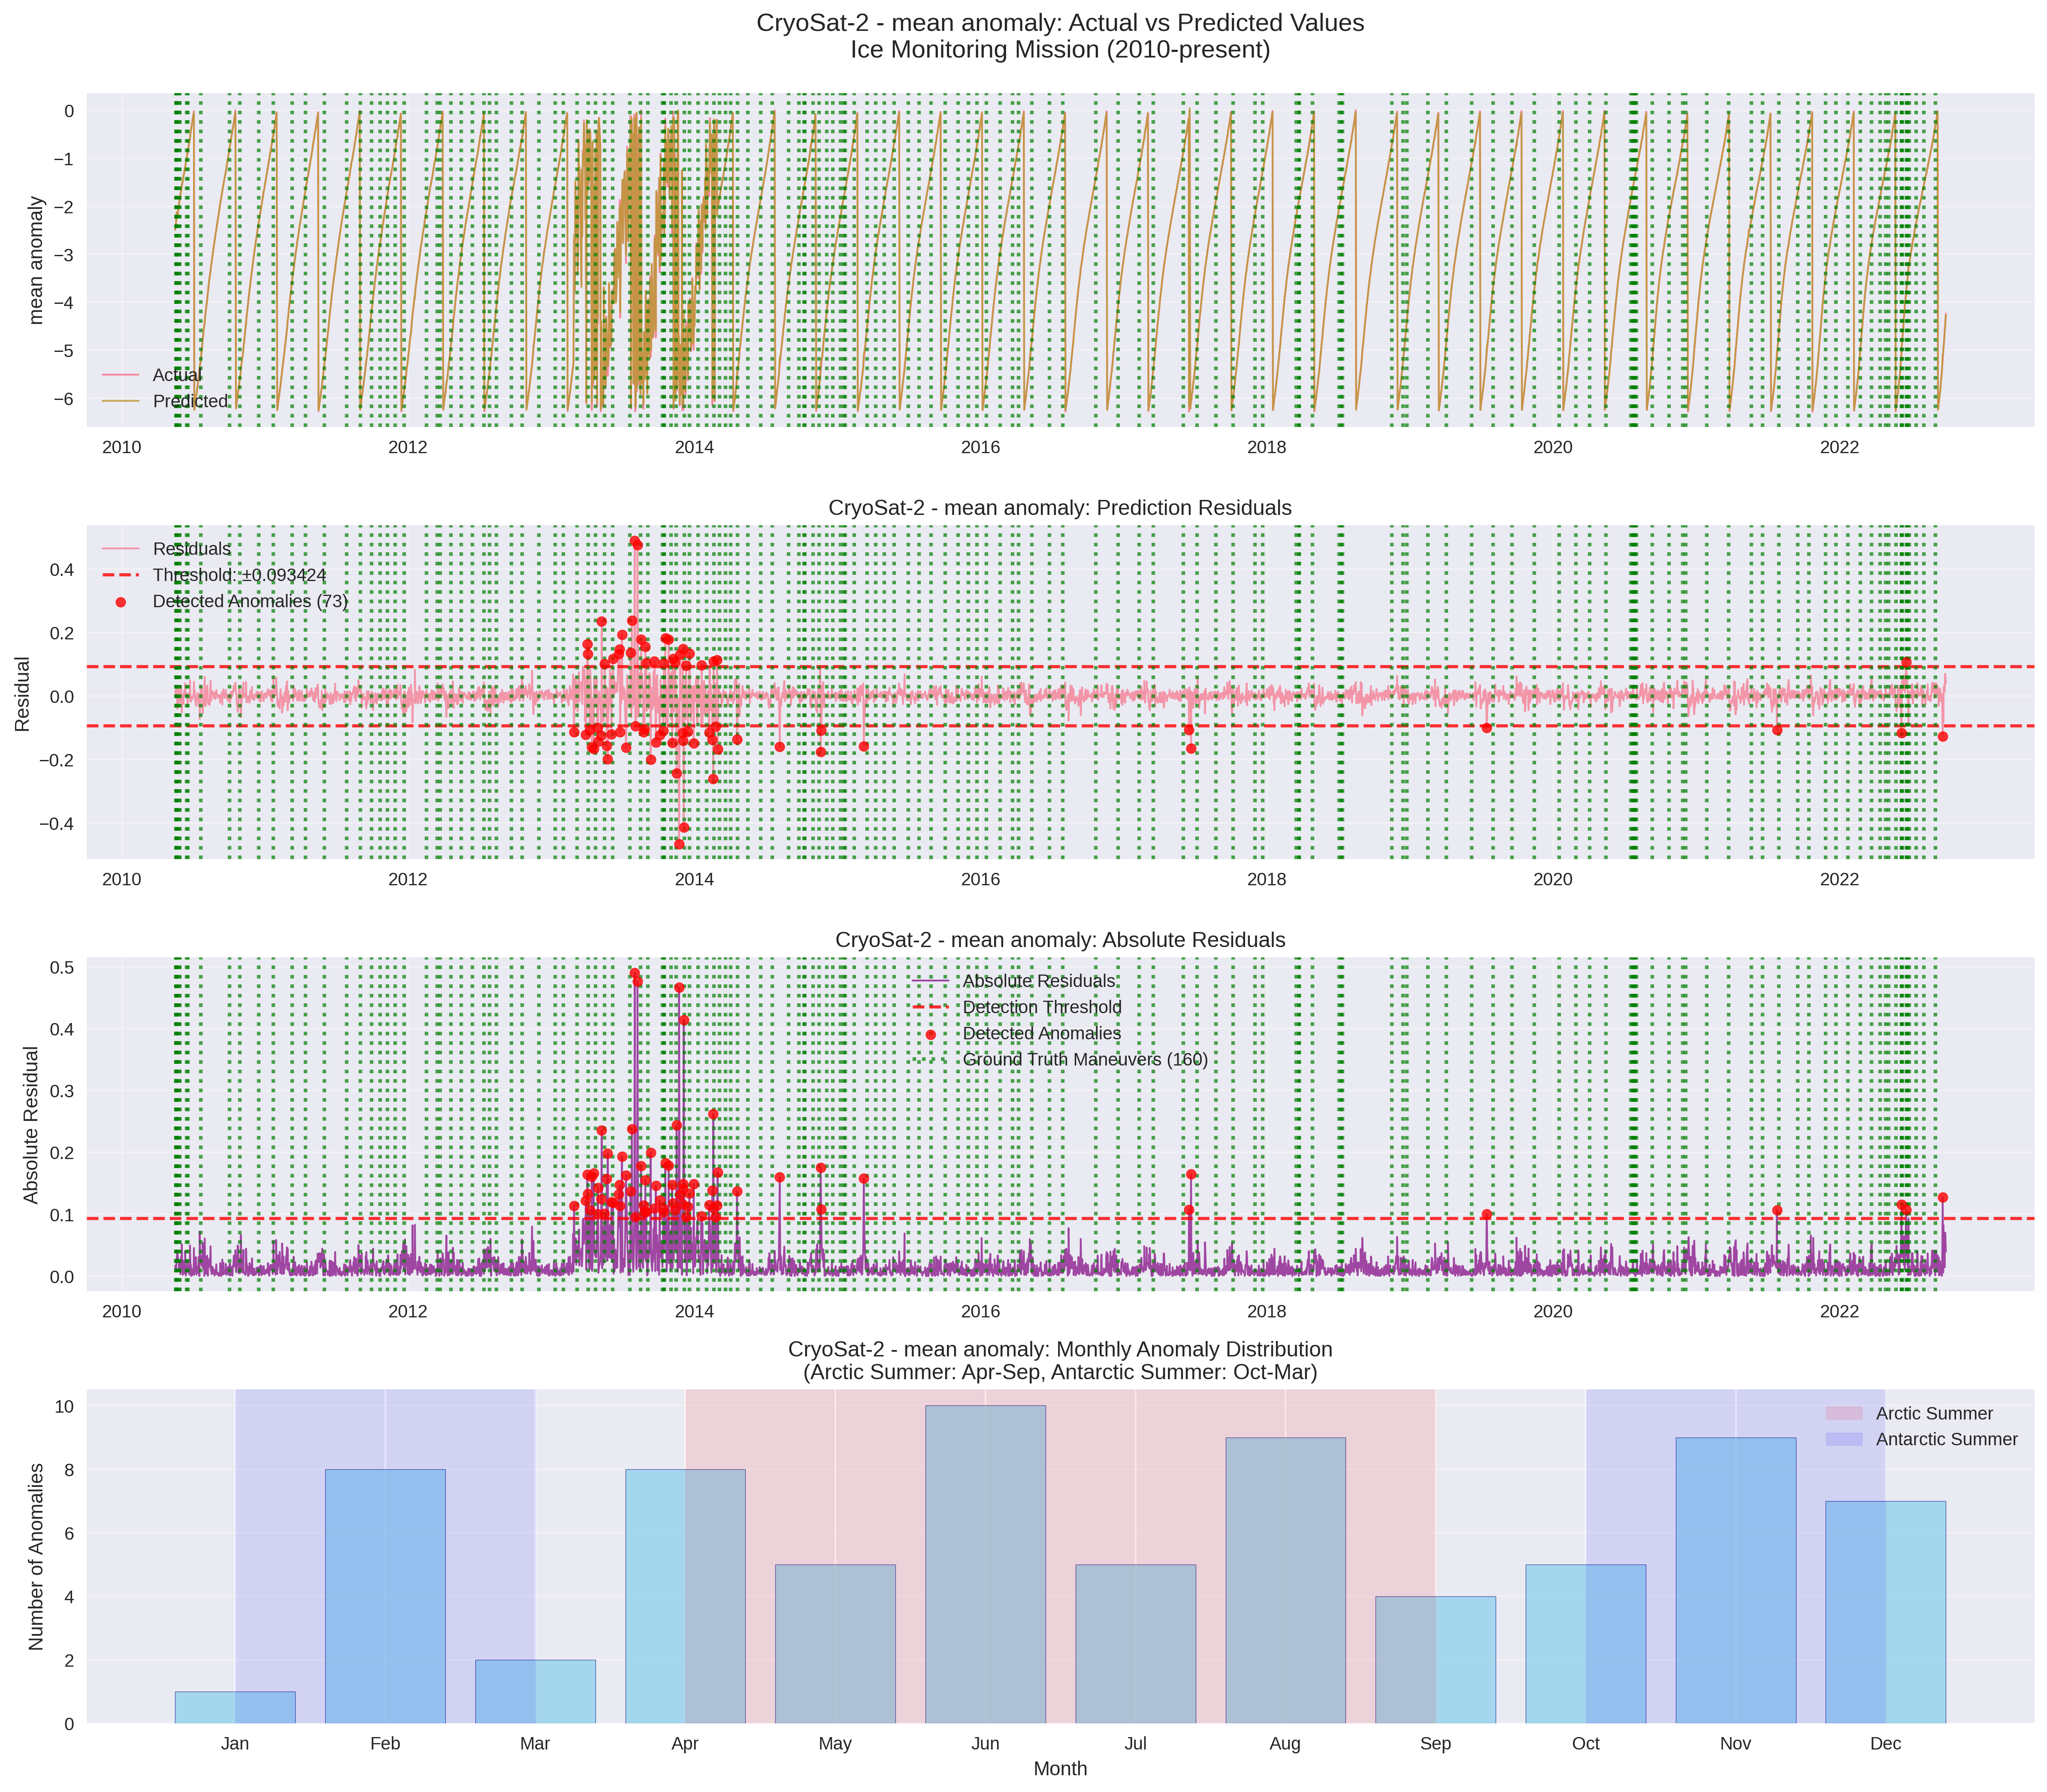 CryoSat-2 - mean anomaly: Actual vs Predicted Values
Ice Monitoring Mission (2010-present)
mean anomaly
0
−1
−2
−3
−4
−5
−6
Actual
Predicted
2010 2012 2014 2016 2018 2020 2022
CryoSat-2 - mean anomaly: Prediction Residuals
Residual
0.4
0.2
0.0
−0.2
−0.4
Residuals
Threshold: ±0.093424
Detected Anomalies (73)
2010 2012 2014 2016 2018 2020 2022
CryoSat-2 - mean anomaly: Absolute Residuals
Absolute Residual
0.5
0.4
0.3
0.2
0.1
0.0
Absolute Residuals
Detection Threshold
Detected Anomalies
Ground Truth Maneuvers (160)
2010 2012 2014 2016 2018 2020 2022
CryoSat-2 - mean anomaly: Monthly Anomaly Distribution
(Arctic Summer: Apr-Sep, Antarctic Summer: Oct-Mar)
Number of Anomalies
10
8
6
4
2
0
Arctic Summer
Antarctic Summer
Jan Feb Mar Apr May Jun Jul Aug Sep Oct Nov Dec
Month